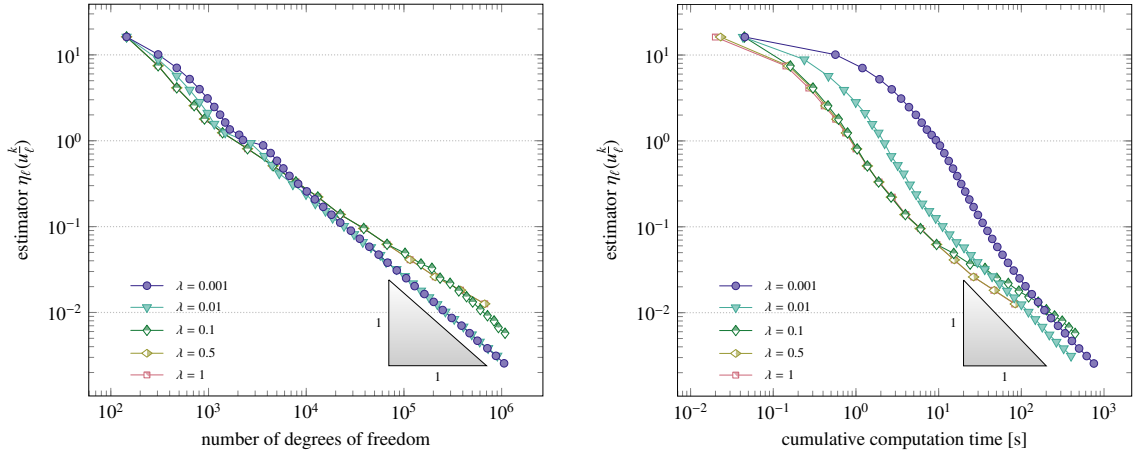 10^1
10^0
10^{-1}
10^{-2}
estimator η_ℓ(u_ℓ^{\underline{k}})
λ = 0.001
λ = 0.01
λ = 0.1
λ = 0.5
λ = 1
1
1
10^2 10^3 10^4 10^5 10^6
number of degrees of freedom
10^1
10^0
10^{-1}
10^{-2}
estimator η_ℓ(u_ℓ^{\underline{k}})
λ = 0.001
λ = 0.01
λ = 0.1
λ = 0.5
λ = 1
1
1
10^{-2} 10^{-1} 10^0 10^1 10^2 10^3
cumulative computation time [s]